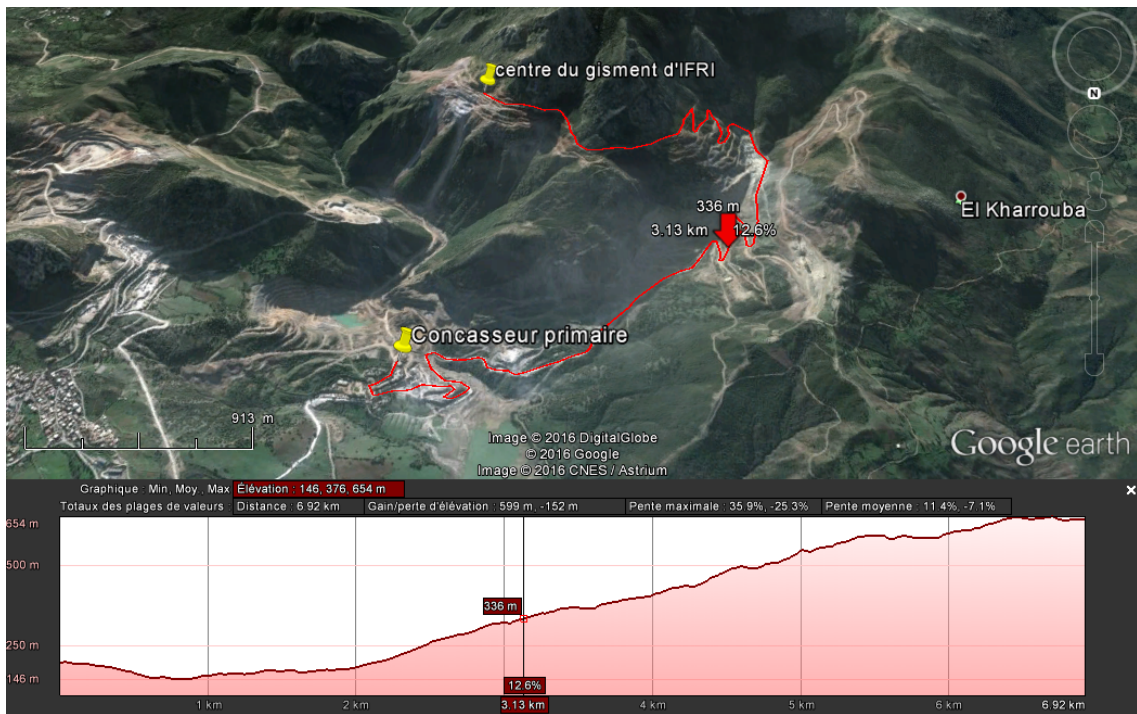 centre du gisment d'IFRI
N
El Kharrouba
336 m
3.13 km 12.6%
Concasseur primaire
913 m
Image © 2016 DigitalGlobe
© 2016 Google
Image © 2016 CNES / Astrium
Google earth
Graphique : Min, Moy , Max Élévation : 146, 376, 654 m
Totaux des plages de valeurs : Distance : 6.92 km Gain/perte d'élévation : 599 m, -152 m Pente maximale : 35.9%, -25.3% Pente moyenne : 11.4%, -7.1%
654 m
500 m
336 m
250 m
146 m
12.6%
1 km 2 km 3.13 km 4 km 5 km 6 km 6.92 km